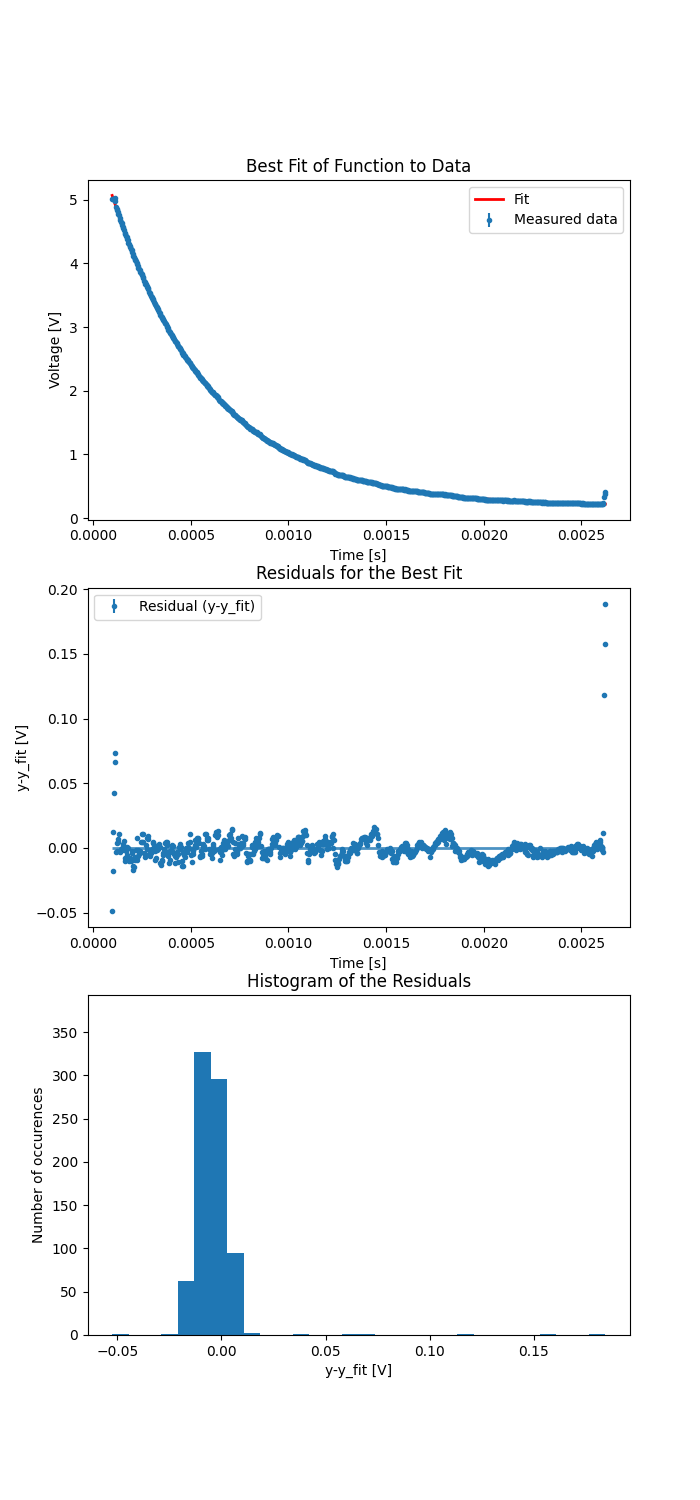 Best Fit of Function to Data
5
4
3
2
1
0
Voltage [V]
Fit
Measured data
0.0000 0.0005 0.0010 0.0015 0.0020 0.0025
Time [s]
Residuals for the Best Fit
0.20
0.15
0.10
0.05
0.00
−0.05
y-y_fit [V]
Residual (y-y_fit)
0.0000 0.0005 0.0010 0.0015 0.0020 0.0025
Time [s]
Histogram of the Residuals
350
300
250
200
150
100
50
0
Number of occurences
−0.05 0.00 0.05 0.10 0.15
y-y_fit [V]